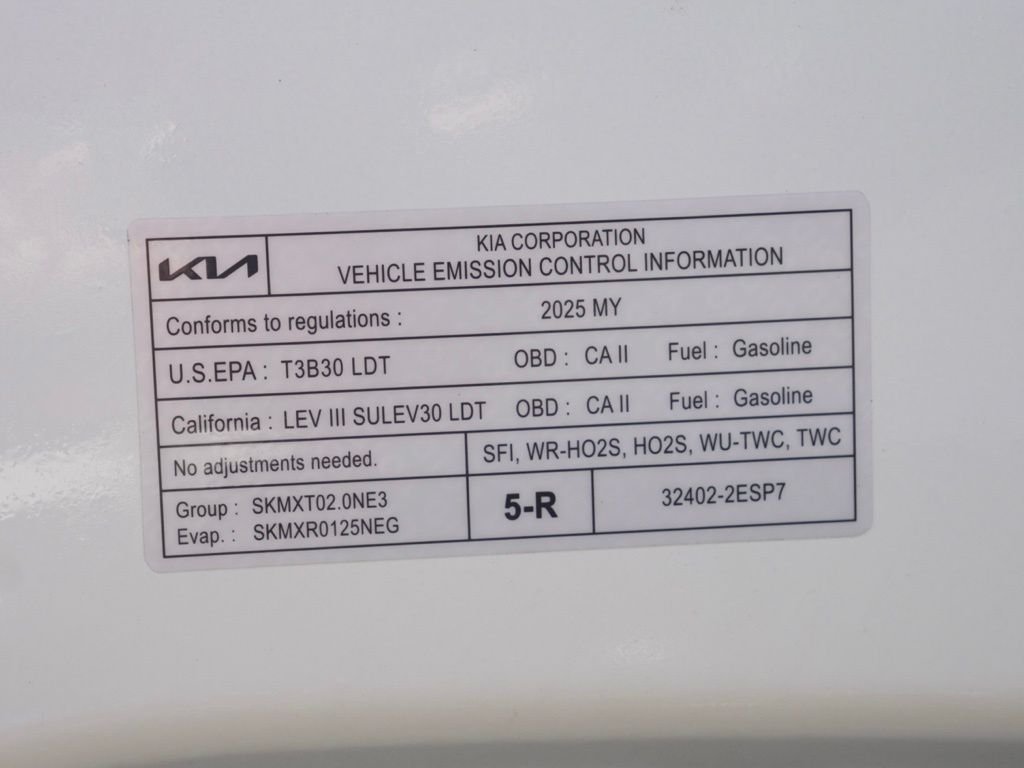 KIA
KIA CORPORATION
VEHICLE EMISSION CONTROL INFORMATION
Conforms to regulations : 2025 MY
U.S.EPA : T3B30 LDT OBD : CA II Fuel : Gasoline
California : LEV III SULEV30 LDT OBD : CA II Fuel : Gasoline
No adjustments needed. SFI, WR-HO2S, HO2S, WU-TWC, TWC
Group : SKMXT02.0NE3
Evap. : SKMXR0125NEG
5-R
32402-2ESP7